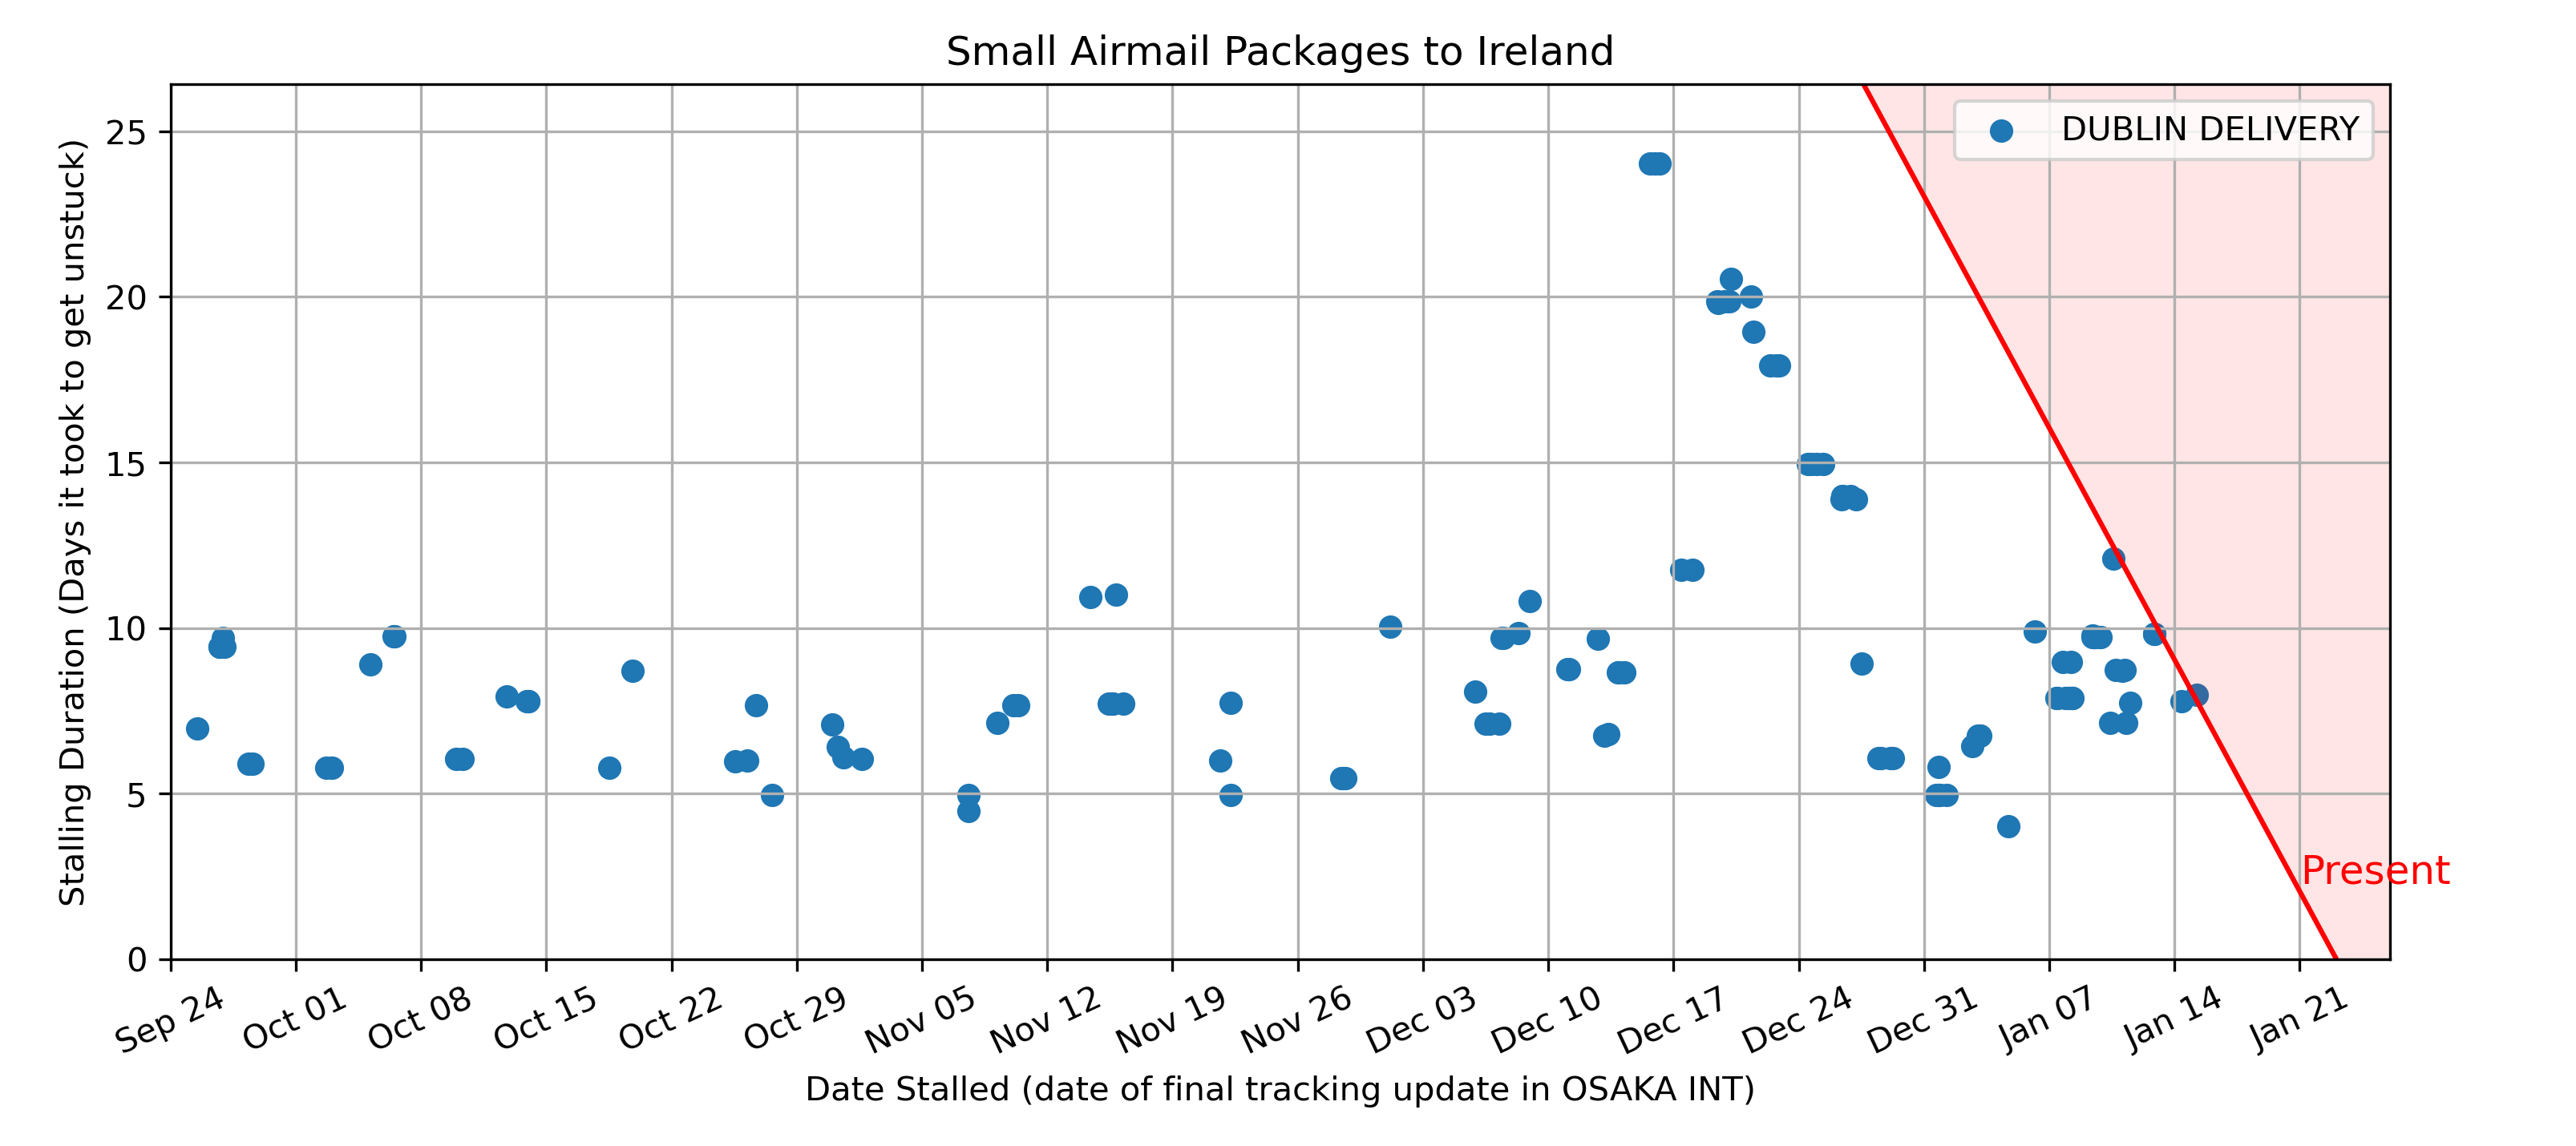 Small Airmail Packages to Ireland
DUBLIN DELIVERY
Stalling Duration (Days it took to get unstuck)
25
20
15
10
5
0
Present
Sep 24
Oct 01
Oct 08
Oct 15
Oct 22
Oct 29
Nov 05
Nov 12
Nov 19
Nov 26
Dec 03
Dec 10
Dec 17
Dec 24
Dec 31
Jan 07
Jan 14
Jan 21
Date Stalled (date of final tracking update in OSAKA INT)